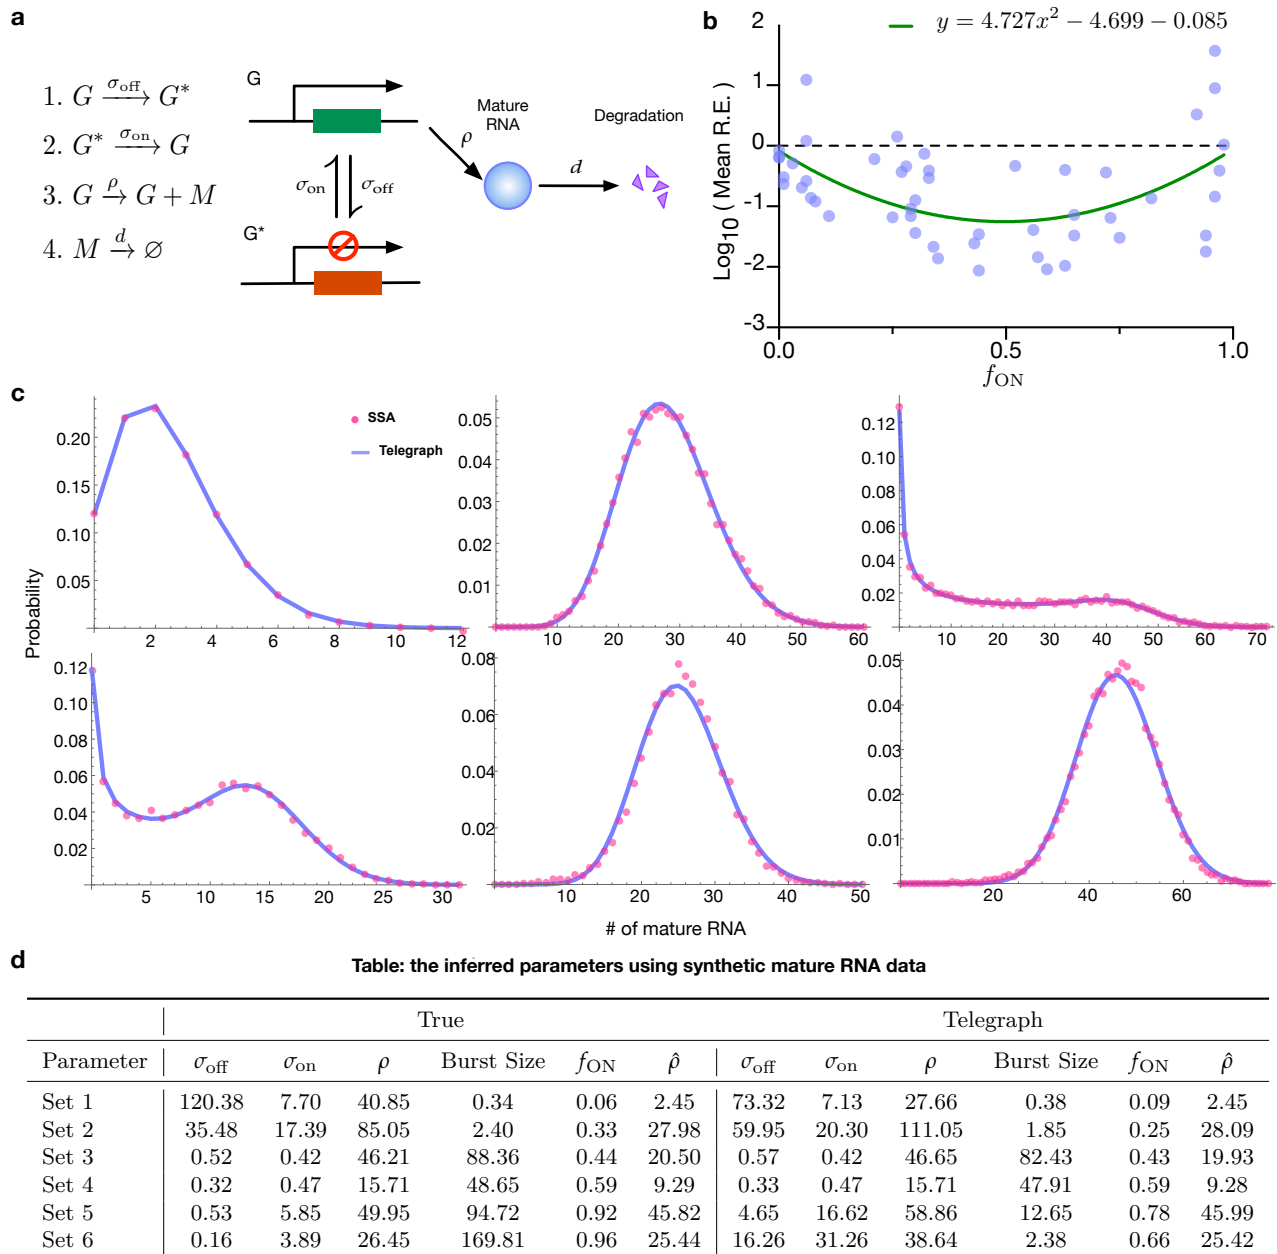 a
1. G σoff→ G*
2. G* σon→ G
3. G ρ→ G + M
4. M d→ ∅
G
σon
σoff
G*
ρ
Mature
RNA
d
Degradation
b
y = 4.727x² − 4.699 − 0.085
Log10( Mean R.E. )
2
1
0
-1
-2
-3
0.0 0.5 1.0
fON
c
SSA
Telegraph
Probability
0.20
0.15
0.10
0.05
2 4 6 8 10 12
0.05
0.04
0.03
0.02
0.01
10 20 30 40 50 60
0.12
0.10
0.08
0.06
0.04
0.02
10 20 30 40 50 60 70
0.12
0.10
0.08
0.06
0.04
0.02
5 10 15 20 25 30
0.08
0.06
0.04
0.02
10 20 30 40 50
0.05
0.04
0.03
0.02
0.01
20 40 60
# of mature RNA
d
Table: the inferred parameters using synthetic mature RNA data
True Telegraph
Parameter σoff σon ρ Burst Size fON ρ̂ σoff σon ρ Burst Size fON ρ̂
Set 1 120.38 7.70 40.85 0.34 0.06 2.45 73.32 7.13 27.66 0.38 0.09 2.45
Set 2 35.48 17.39 85.05 2.40 0.33 27.98 59.95 20.30 111.05 1.85 0.25 28.09
Set 3 0.52 0.42 46.21 88.36 0.44 20.50 0.57 0.42 46.65 82.43 0.43 19.93
Set 4 0.32 0.47 15.71 48.65 0.59 9.29 0.33 0.47 15.71 47.91 0.59 9.28
Set 5 0.53 5.85 49.95 94.72 0.92 45.82 4.65 16.62 58.86 12.65 0.78 45.99
Set 6 0.16 3.89 26.45 169.81 0.96 25.44 16.26 31.26 38.64 2.38 0.66 25.42